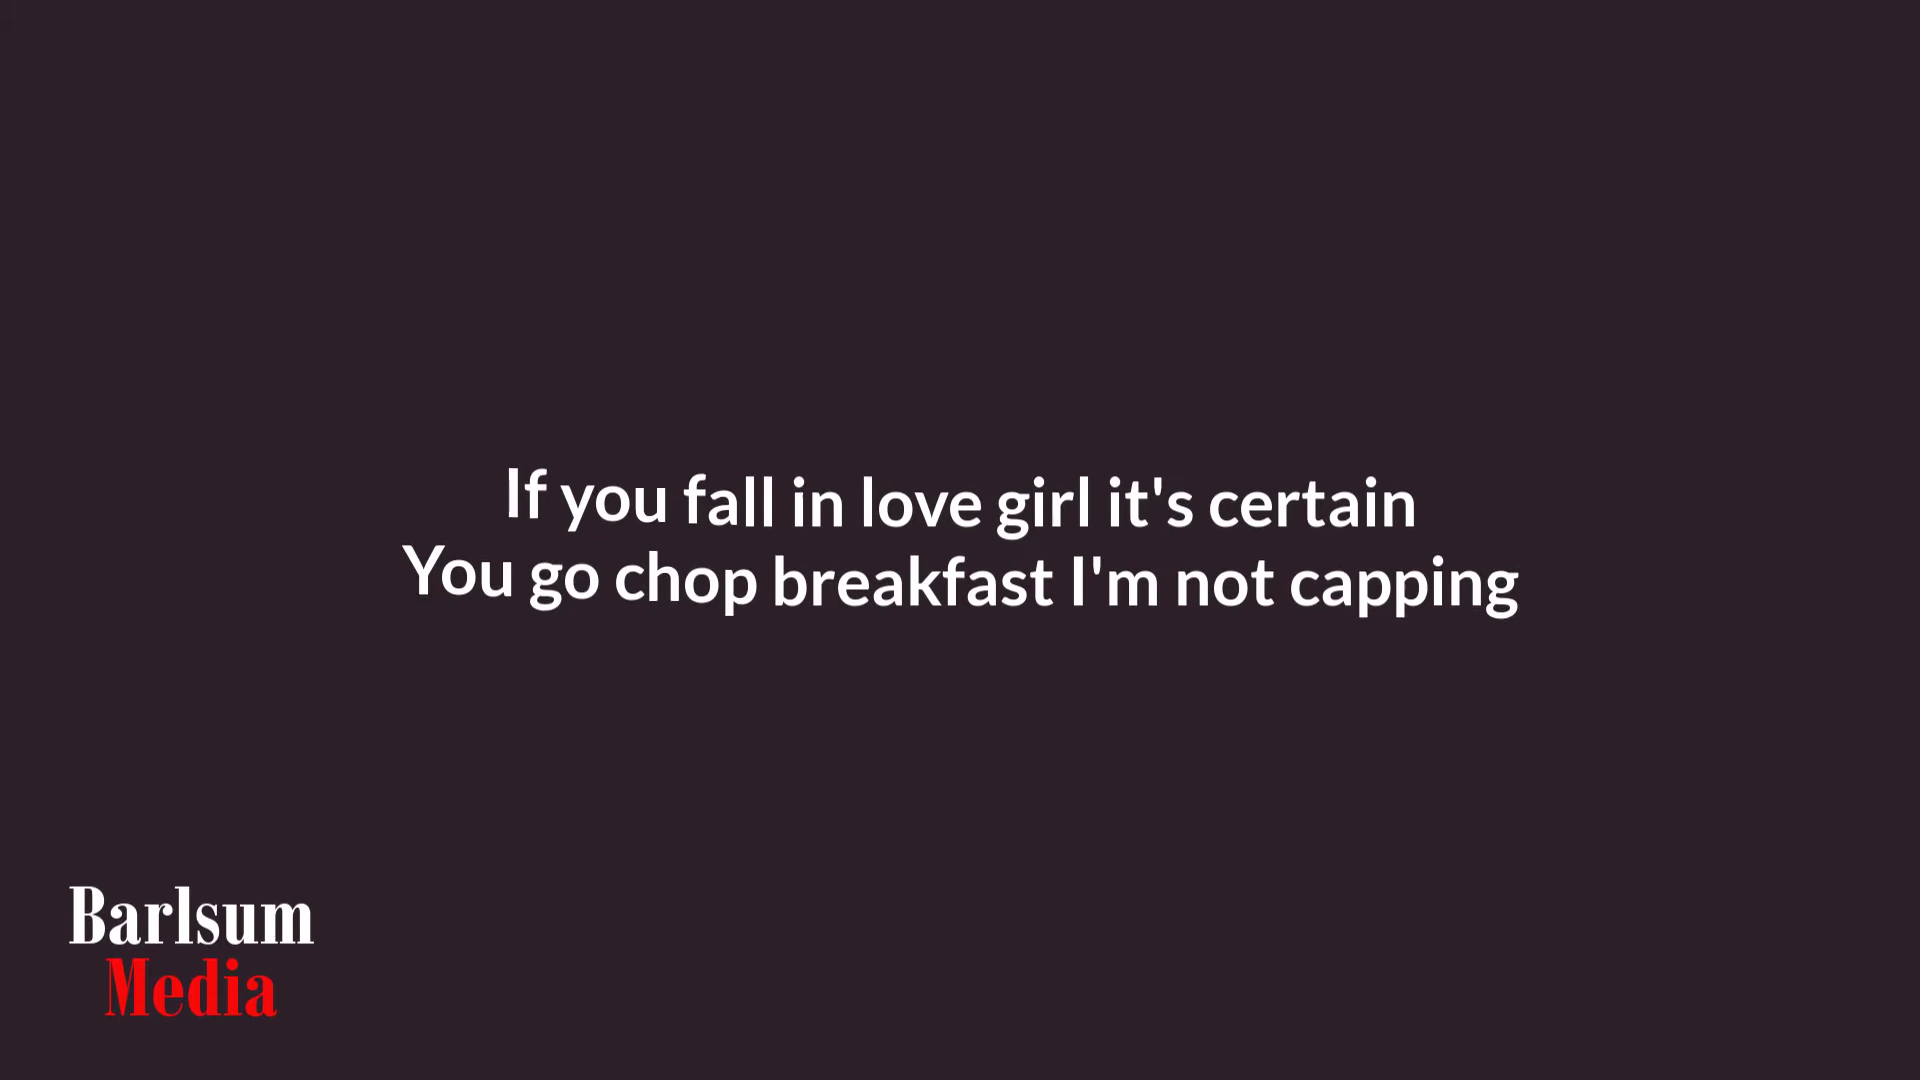 If you fall in love girl it's certain
You go chop breakfast I'm not capping
Barlsum
Media